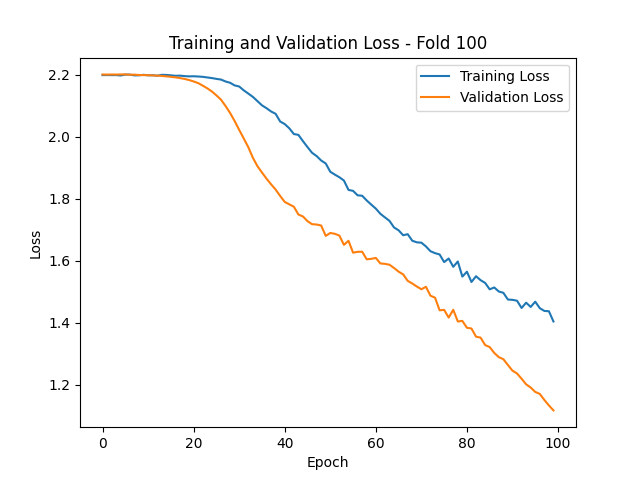 Training and Validation Loss - Fold 100
Training Loss
Validation Loss
Loss
2.2
2.0
1.8
1.6
1.4
1.2
0 20 40 60 80 100
Epoch